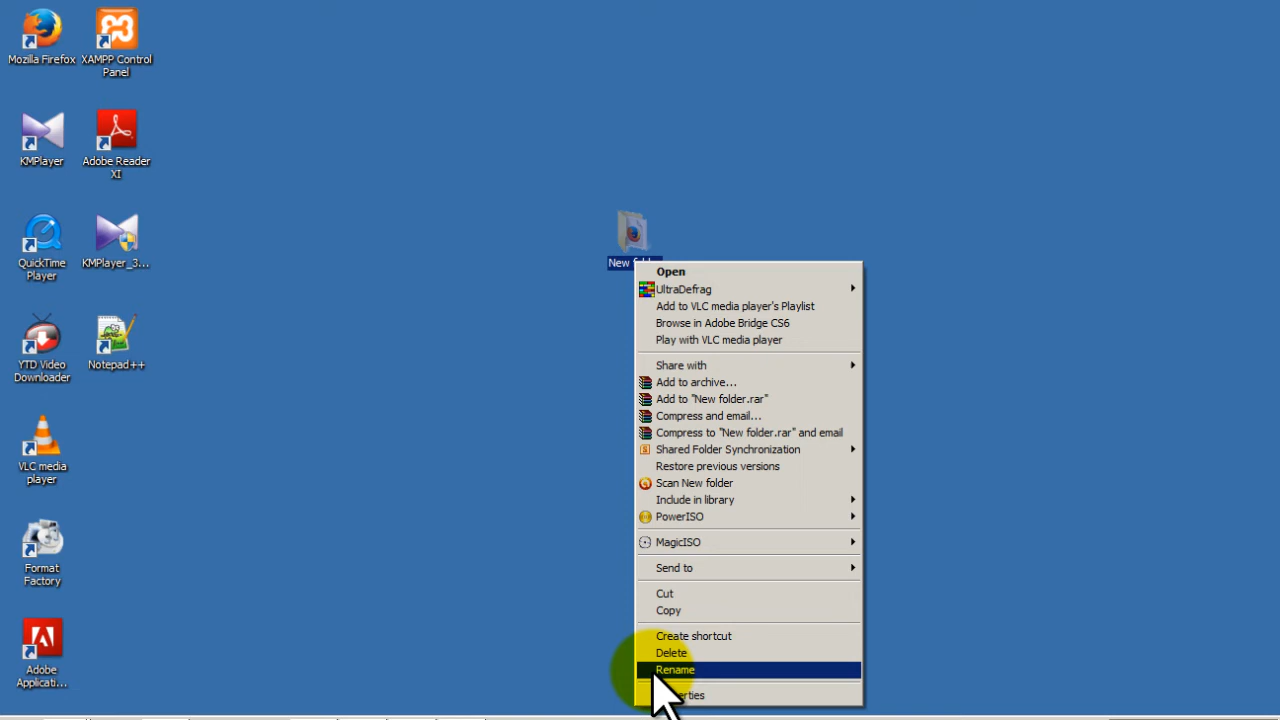 Mozilla Firefox
XAMPP Control
Panel
KMPlayer
Adobe Reader
XI
QuickTime
Player
KMPlayer_3...
YTD Video
Downloader
Notepad++
VLC media
player
Format
Factory
Adobe
Applicati...
New
Open
UltraDefrag
Add to VLC media player's Playlist
Browse in Adobe Bridge CS6
Play with VLC media player
Share with
Add to archive...
Add to "New folder.rar"
Compress and email...
Compress to "New folder.rar" and email
Shared Folder Synchronization
Restore previous versions
Scan New folder
Include in library
PowerISO
MagicISO
Send to
Cut
Copy
Create shortcut
Delete
Rename